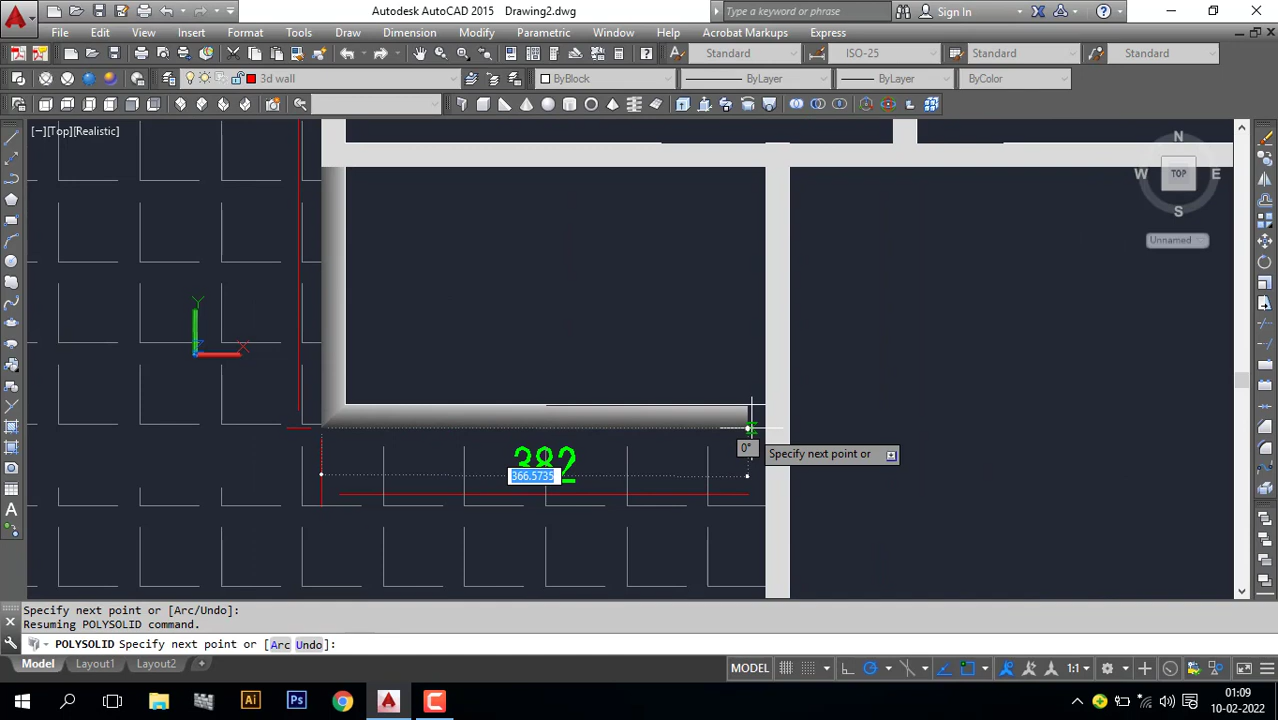 Autodesk AutoCAD 2015 Drawing2.dwg
Type a keyword or phrase
Sign In
File Edit View Insert Format Tools Draw Dimension Modify Parametric Window Help Acrobat Markups Express
Standard
ISO-25
Standard
Standard
3d wall
ByBlock
ByLayer
ByLayer
ByColor
[−][Top][Realistic]
N
W
TOP
E
S
Unnamed
Y
X
382
366.5735
0°
Specify next point or
Specify next point or [Arc/Undo]:
Resuming POLYSOLID command.
POLYSOLID Specify next point or [Arc Undo]:
Model Layout1 Layout2 +
MODEL
1:1
Ai
Ps
01:09
10-02-2022